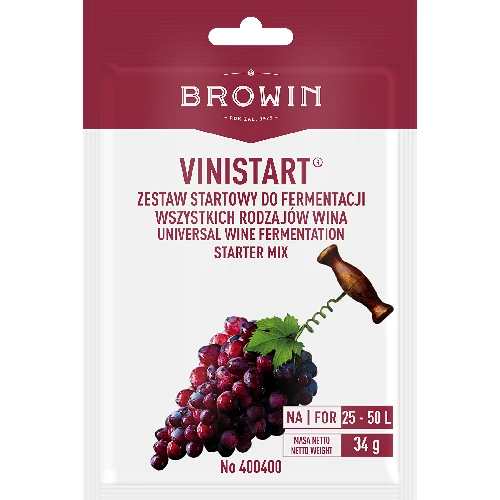 BROWIN
VINISTART®
ZESTAW STARTOWY DO FERMENTACJI
WSZYSTKICH RODZAJÓW WINA
UNIVERSAL WINE FERMENTATION
STARTER MIX
NA | FOR 25 - 50 L
MASA NETTO
NETTO WEIGHT 34 g
No 400400